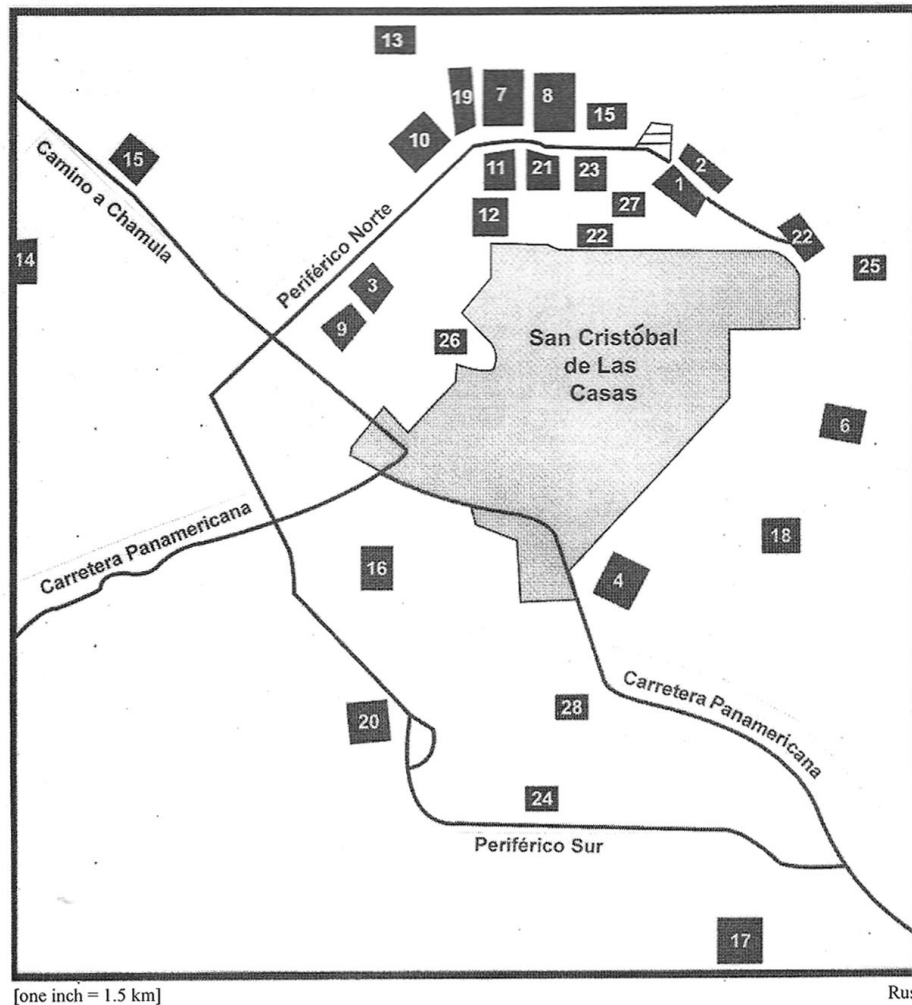 13
19
7
8
15
10
2
1
Camino a Chamula
15
11
21
23
27
12
22
22
14
25
Periférico Norte
3
9
26
San Cristóbal
de Las
Casas
6
18
Carretera Panamericana
16
4
20
28
Carretera Panamericana
24
Periférico Sur
17
[one inch = 1.5 km]
Rus